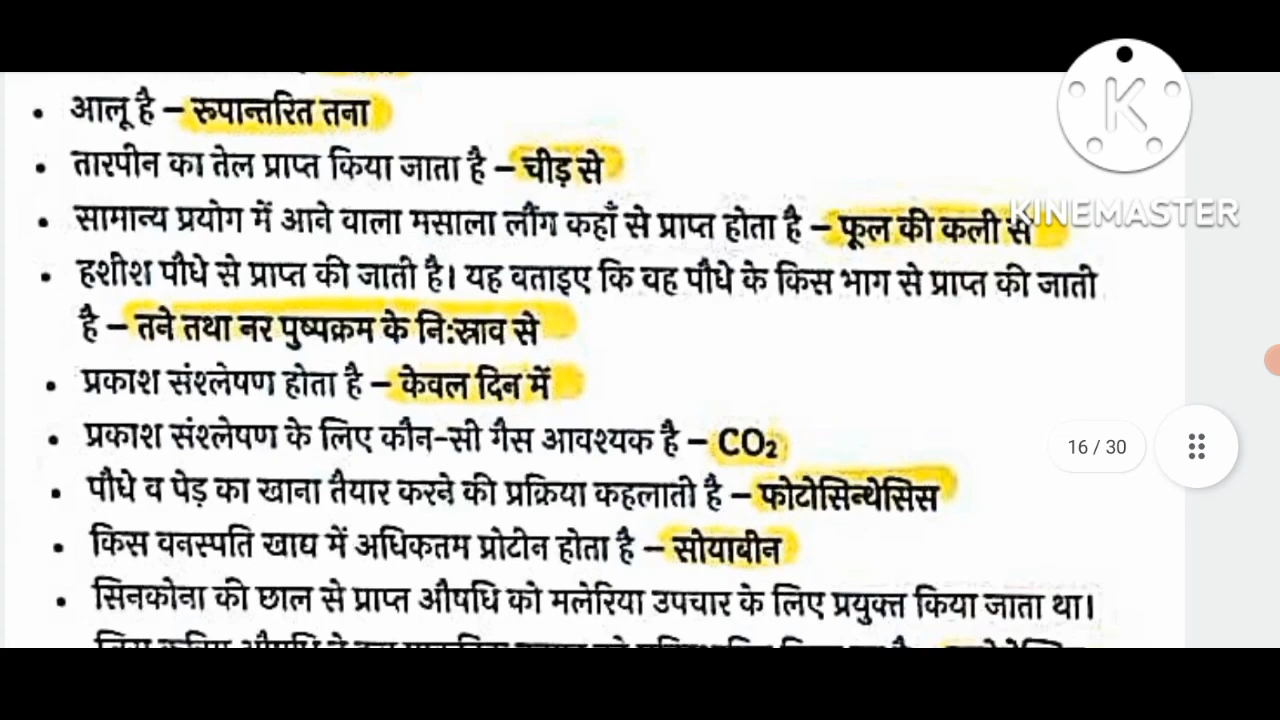 • आलू है – रुपान्तरित तना
• तारपीन का तेल प्राप्त किया जाता है – चीड़ से
• सामान्य प्रयोग में आने वाला मसाला लौंग कहाँ से प्राप्त होता है – फूल की कली से
KINEMASTER
• हशीश पौधे से प्राप्त की जाती है। यह बताइए कि वह पौधे के किस भाग से प्राप्त की जाती
है – तने तथा नर पुष्पक्रम के निःस्राव से
• प्रकाश संश्लेषण होता है – केवल दिन में
• प्रकाश संश्लेषण के लिए कौन-सी गैस आवश्यक है – CO₂
16 / 30
• पौधे व पेड़ का खाना तैयार करने की प्रक्रिया कहलाती है – फोटोसिन्थेसिस
• किस वनस्पति खाद्य में अधिकतम प्रोटीन होता है – सोयाबीन
• सिनकोना की छाल से प्राप्त औषधि को मलेरिया उपचार के लिए प्रयुक्त किया जाता था।